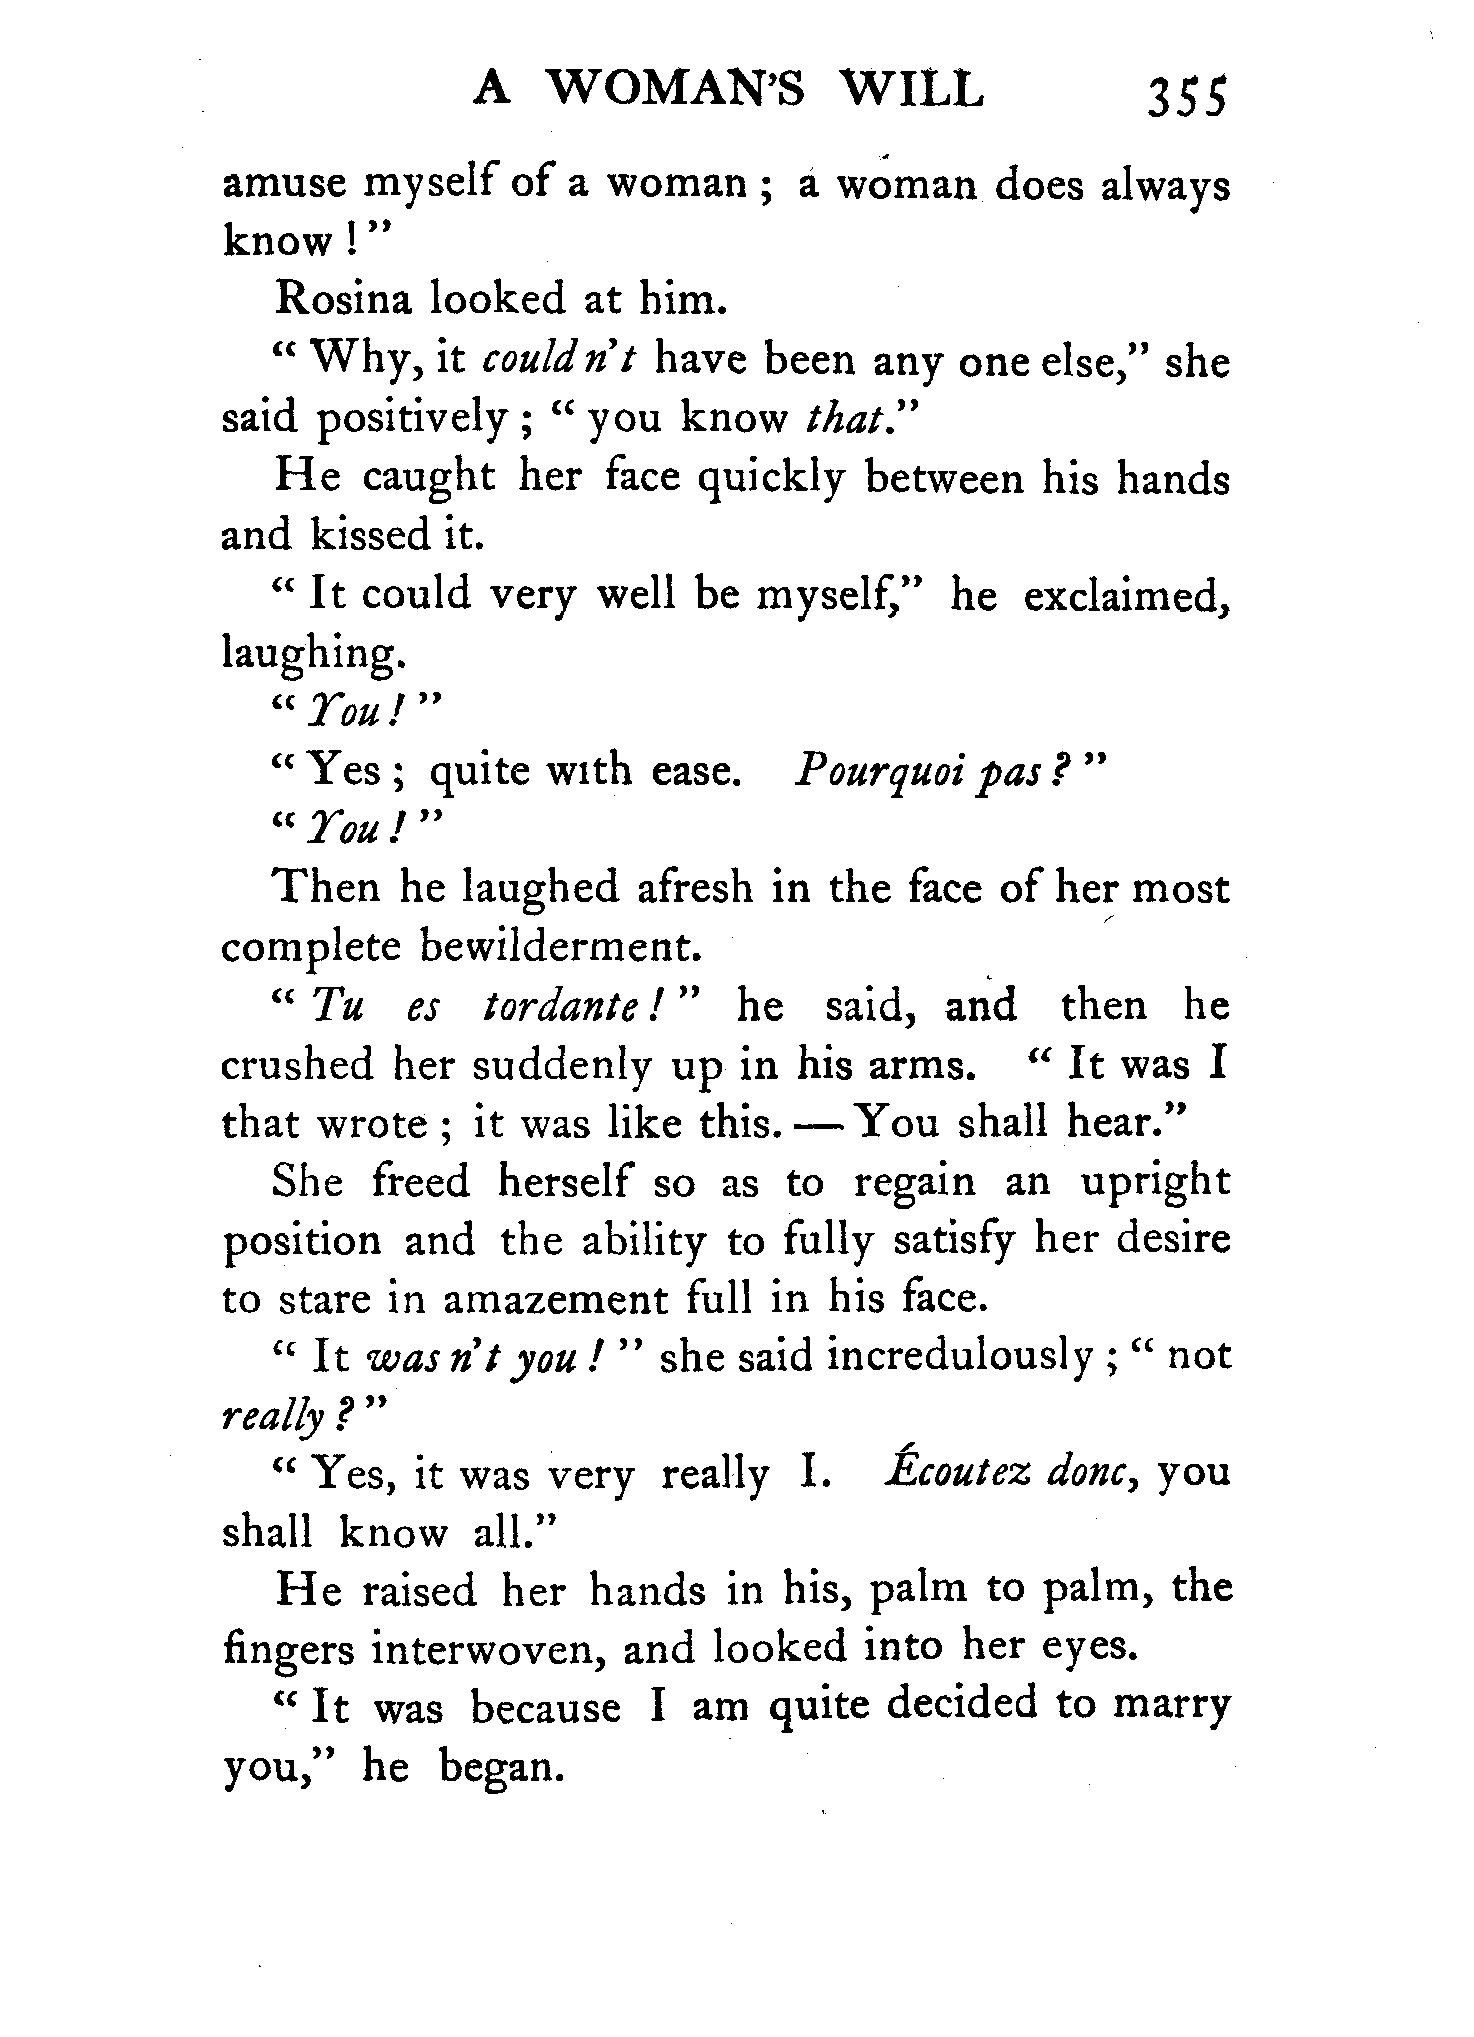 A WOMAN'S WILL 355
amuse myself of a woman ; a woman does always
know ! ”
Rosina looked at him.
“ Why, it couldn't have been any one else,” she
said positively ; “ you know that.”
He caught her face quickly between his hands
and kissed it.
“ It could very well be myself,” he exclaimed,
laughing.
“ You ! ”
“ Yes ; quite with ease. Pourquoi pas ? ”
“ You ! ”
Then he laughed afresh in the face of her most
complete bewilderment.
“ Tu es tordante ! ” he said, and then he
crushed her suddenly up in his arms. “ It was I
that wrote ; it was like this. — You shall hear.”
She freed herself so as to regain an upright
position and the ability to fully satisfy her desire
to stare in amazement full in his face.
“ It was n't you ! ” she said incredulously ; “ not
really ? ”
“ Yes, it was very really I. Écoutez donc, you
shall know all.”
He raised her hands in his, palm to palm, the
fingers interwoven, and looked into her eyes.
“ It was because I am quite decided to marry
you,” he began.